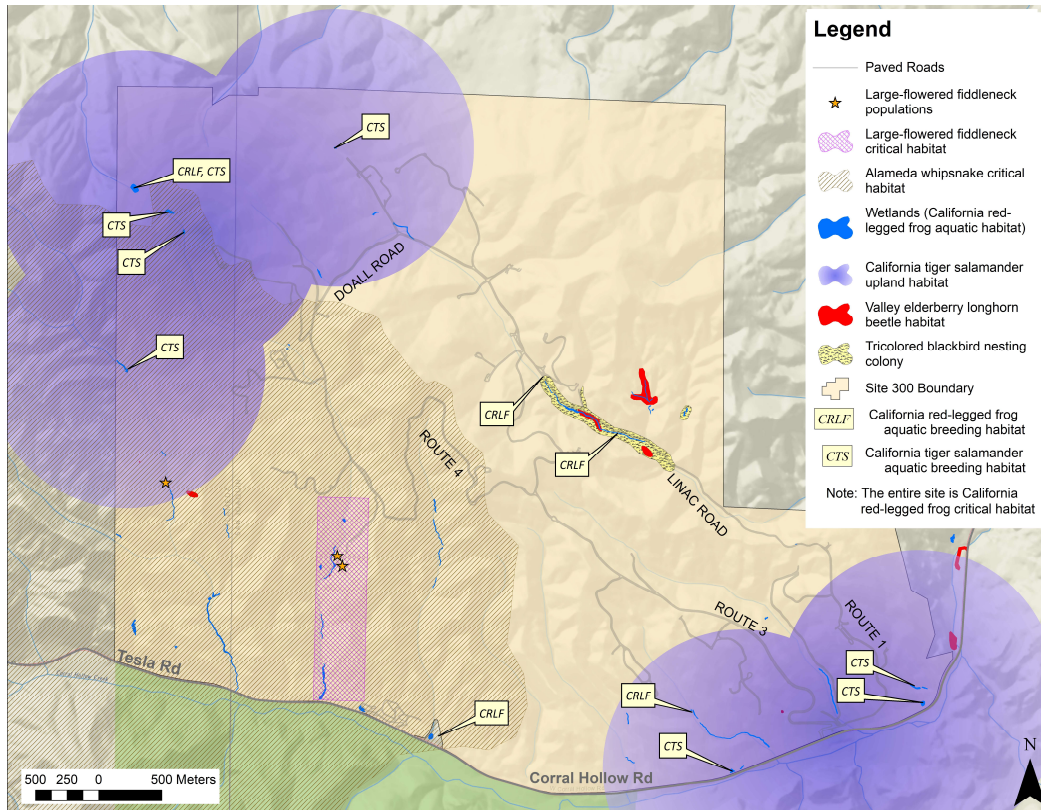 Legend
Paved Roads
Large-flowered fiddleneck
populations
Large-flowered fiddleneck
critical habitat
Alameda whipsnake critical
habitat
Wetlands (California red-
legged frog aquatic habitat)
California tiger salamander
upland habitat
Valley elderberry longhorn
beetle habitat
Tricolored blackbird nesting
colony
Site 300 Boundary
CRLF
California red-legged frog
aquatic breeding habitat
CTS
California tiger salamander
aquatic breeding habitat
Note: The entire site is California
red-legged frog critical habitat
CTS
CRLF, CTS
CTS
CTS
DOALL ROAD
CTS
CRLF
ROUTE 4
CRLF
LINAC ROAD
ROUTE 3
ROUTE 1
Tesla Rd
Corral Hollow Creek
CTS
CTS
CRLF
CRLF
CTS
Corral Hollow Rd
N
500 250 0 500 Meters